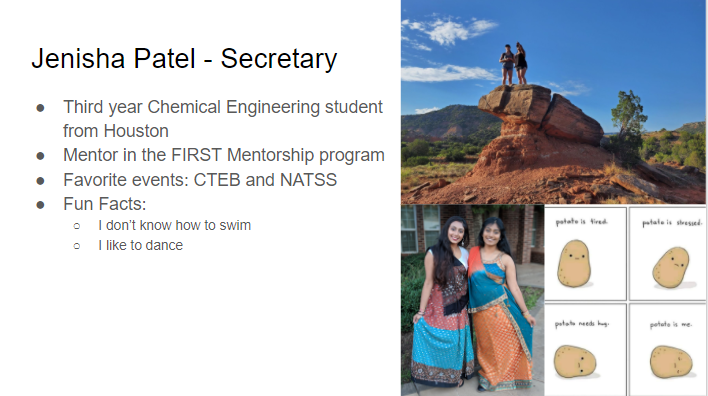 Jenisha Patel - Secretary
● Third year Chemical Engineering student
from Houston
● Mentor in the FIRST Mentorship program
● Favorite events: CTEB and NATSS
● Fun Facts:
○ I don't know how to swim
○ I like to dance
potato is tired.
potato is stressed.
potato needs hug.
potato is me.